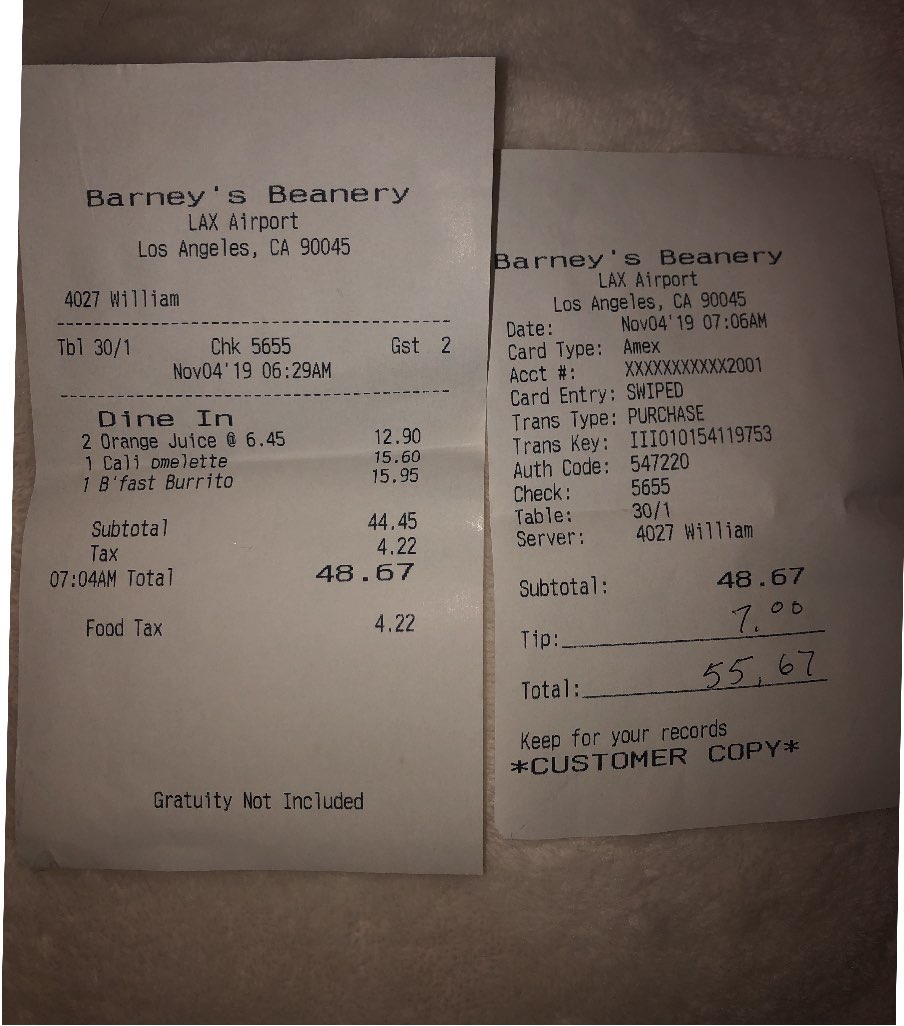 Barney's Beanery
LAX Airport
Los Angeles, CA 90045
4027 William
Tbl 30/1 Chk 5655 Gst 2
Nov04'19 06:29AM
Dine In
2 Orange Juice @ 6.45 12.90
1 Cali omelette 15.60
1 B'fast Burrito 15.95
Subtotal 44.45
Tax 4.22
07:04AM Total 48.67
Food Tax 4.22
Gratuity Not Included
Barney's Beanery
LAX Airport
Los Angeles, CA 90045
Date: Nov04'19 07:06AM
Card Type: Amex
Acct #: XXXXXXXXXXX2001
Card Entry: SWIPED
Trans Type: PURCHASE
Trans Key: III010154119753
Auth Code: 547220
Check: 5655
Table: 30/1
Server: 4027 William
Subtotal: 48.67
Tip: 7.00
Total: 55.67
Keep for your records
*CUSTOMER COPY*